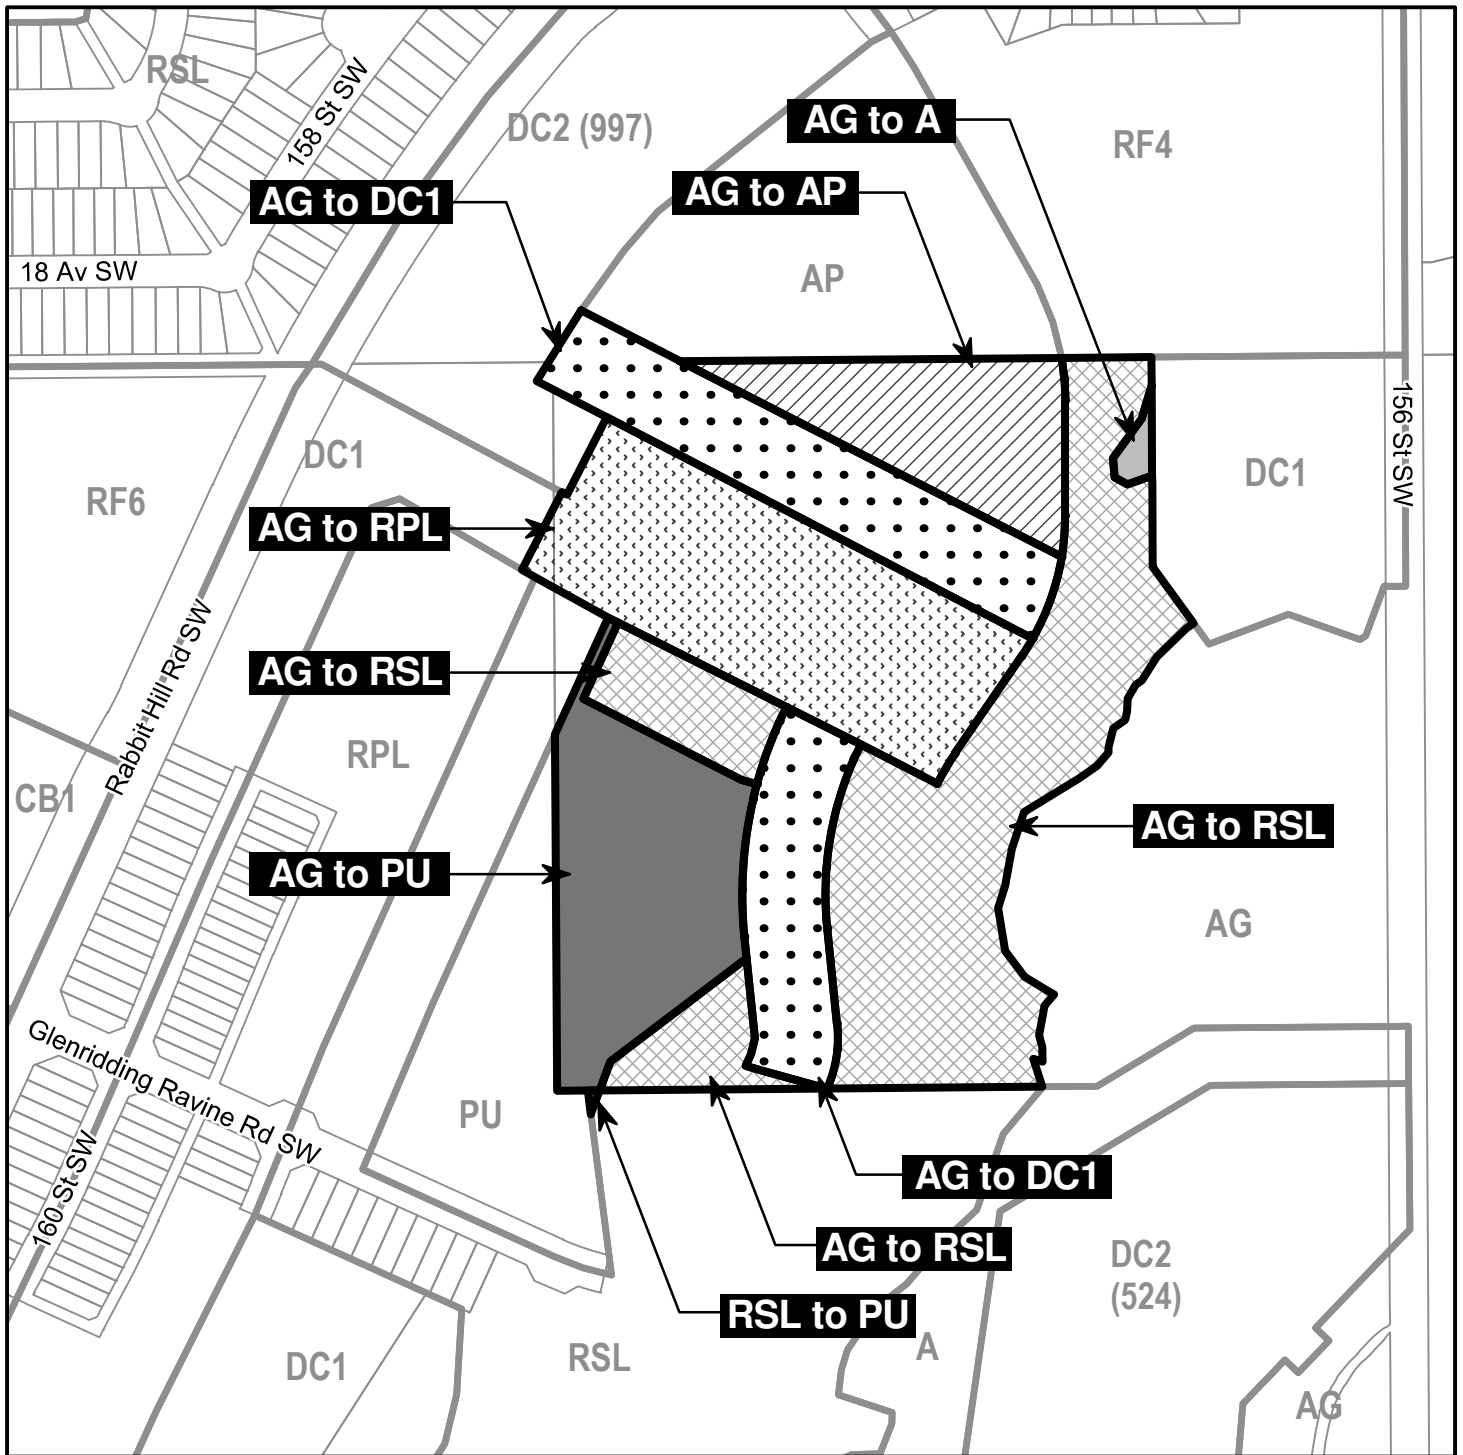 RSL
158 St SW
DC2 (997)
AG to A
RF4
AG to AP
AG to DC1
18 Av SW
AP
156 St SW
DC1
DC1
RF6
AG to RPL
Rabbit Hill Rd SW
AG to RSL
RPL
CB1
AG to RSL
AG to PU
AG
Glenridding Ravine Rd SW
PU
160 St SW
AG to DC1
AG to RSL
DC2
(524)
RSL to PU
A
RSL
DC1
AG